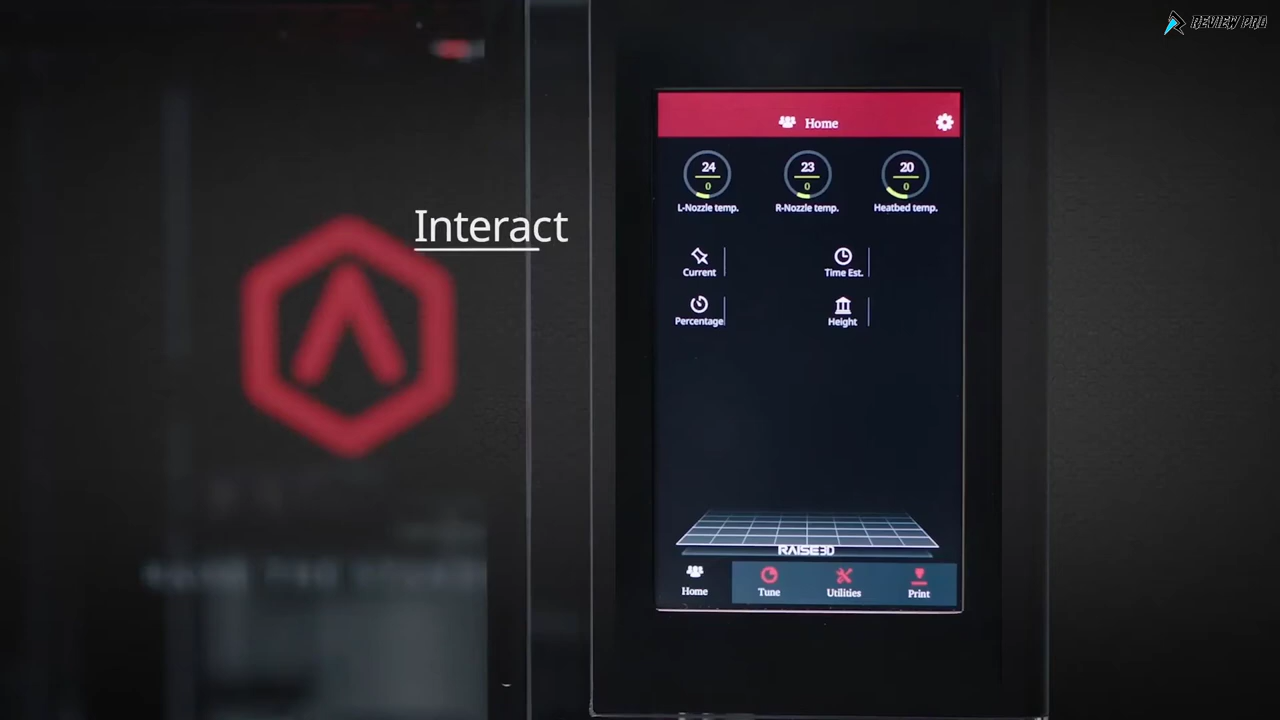 REVIEW PRO
Home
Interact
24
0
L-Nozzle temp.
23
0
R-Nozzle temp.
20
0
Heatbed temp.
Current
Time Est.
Percentage
Height
RAISE3D
Home
Tune
Utilities
Print